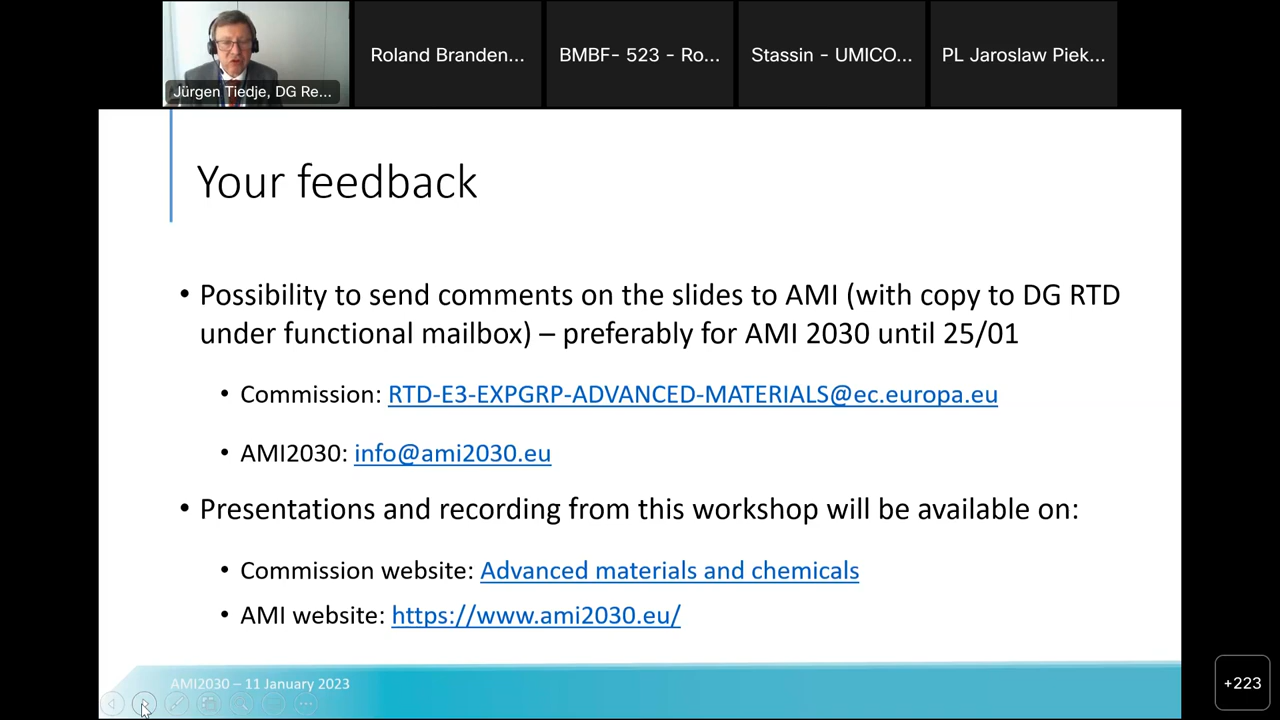 Jürgen Tiedje, DG Re...
Roland Branden...
BMBF- 523 - Ro...
Stassin - UMICO...
PL Jaroslaw Piek...
Your feedback
• Possibility to send comments on the slides to AMI (with copy to DG RTD
under functional mailbox) – preferably for AMI 2030 until 25/01
• Commission: RTD-E3-EXPGRP-ADVANCED-MATERIALS@ec.europa.eu
• AMI2030: info@ami2030.eu
• Presentations and recording from this workshop will be available on:
• Commission website: Advanced materials and chemicals
• AMI website: https://www.ami2030.eu/
AMI2030 – 11 January 2023
+223